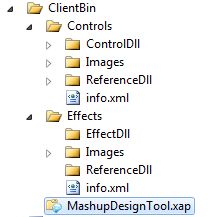 ClientBin
Controls
ControlDll
Images
ReferenceDll
info.xml
Effects
EffectDll
Images
ReferenceDll
info.xml
MashupDesignTool.xap